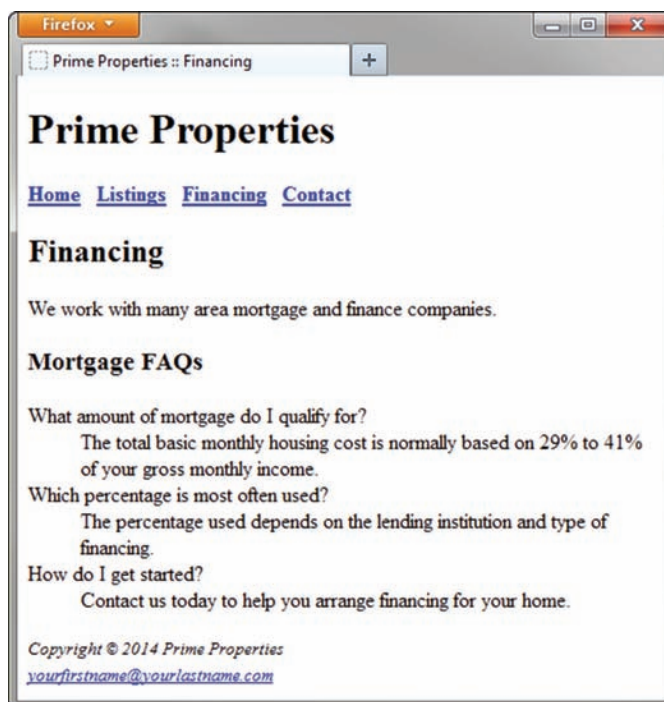 Firefox
Prime Properties :: Financing
Prime Properties
Home Listings Financing Contact
Financing
We work with many area mortgage and finance companies.
Mortgage FAQs
What amount of mortgage do I qualify for?
The total basic monthly housing cost is normally based on 29% to 41%
of your gross monthly income.
Which percentage is most often used?
The percentage used depends on the lending institution and type of
financing.
How do I get started?
Contact us today to help you arrange financing for your home.
Copyright © 2014 Prime Properties
yourfirstname@yourlastname.com